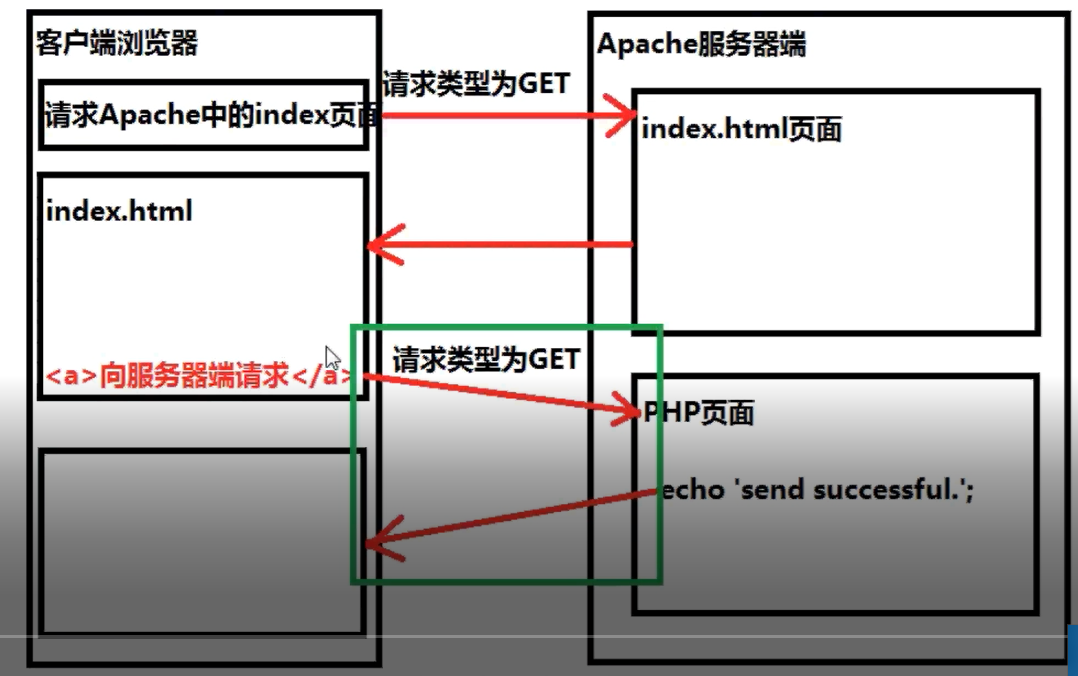 客户端浏览器
Apache服务器端
请求类型为GET
请求Apache中的index页面
index.html页面
index.html
请求类型为GET
<a>向服务器端请求</a>
PHP页面
echo 'send successful.';